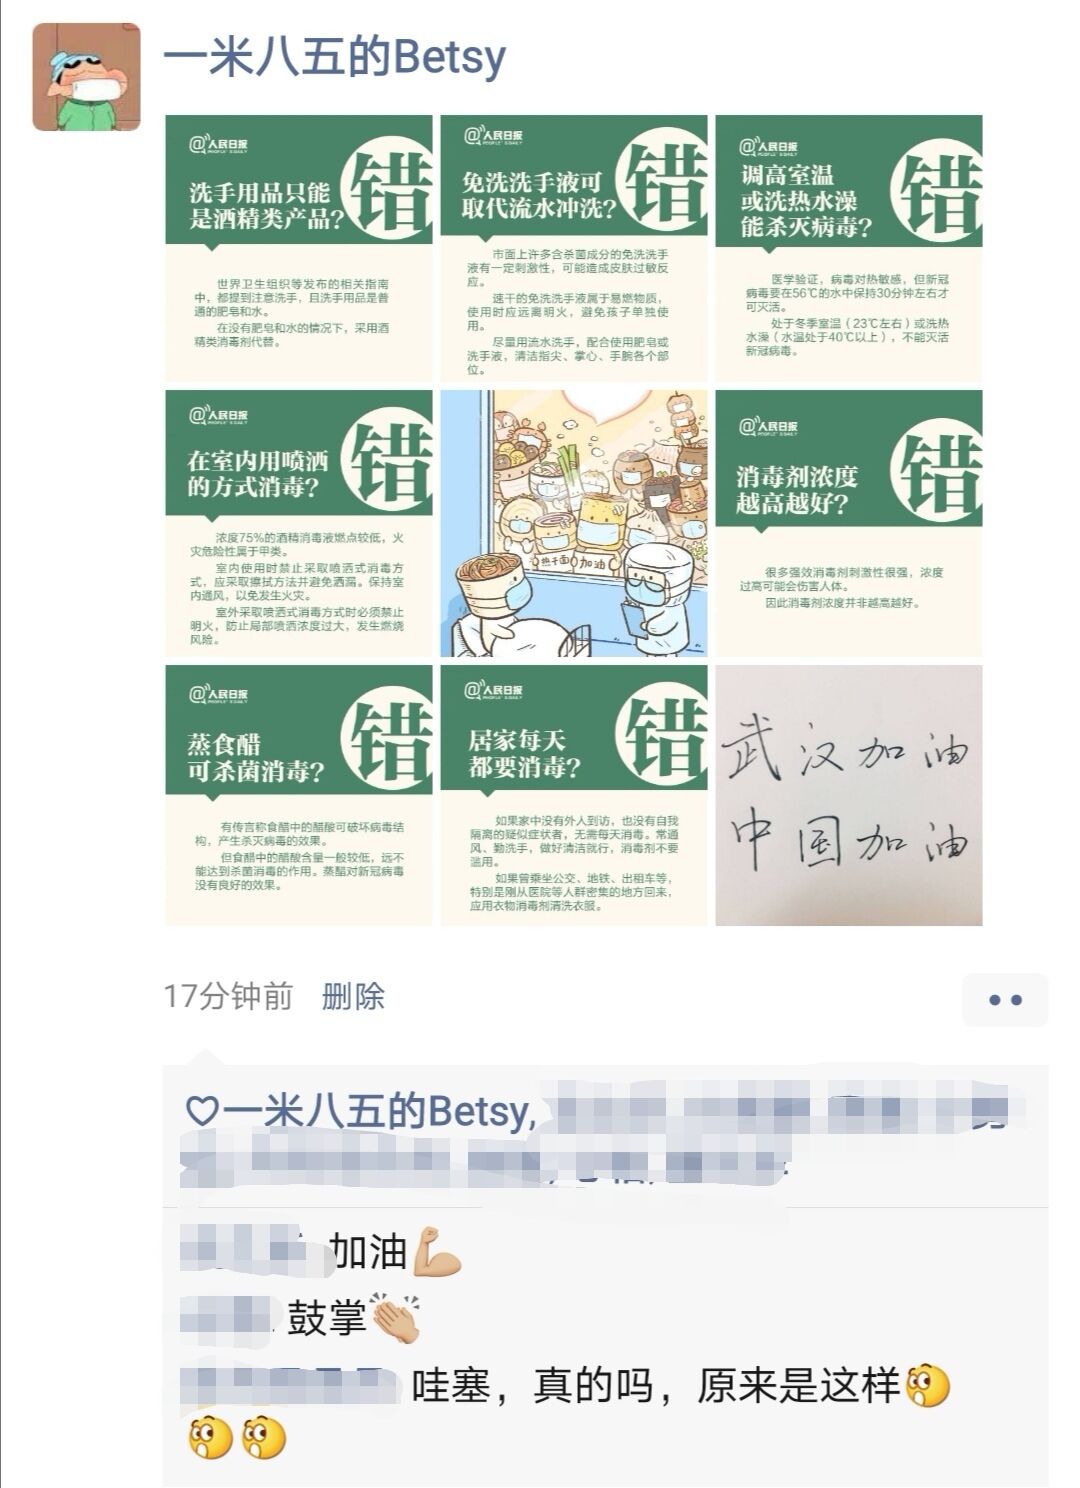 一米八五的Betsy
@人民日报
PEOPLE'S DAILY
错
洗手用品只能
是酒精类产品?
世界卫生组织等发布的相关指南
中，都提到注意洗手，且洗手用品是普
通的肥皂和水。
在没有肥皂和水的情况下，采用酒
精类消毒剂代替。
@人民日报
PEOPLE'S DAILY
错
免洗洗手液可
取代流水冲洗?
市面上许多含杀菌成分的免洗洗手
液有一定刺激性，可能造成皮肤过敏反
应。
速干的免洗洗手液属于易燃物质，
使用时应远离明火，避免孩子单独使
用。
尽量用流水洗手，配合使用肥皂或
洗手液，清洁指尖、掌心、手腕各个部
位。
@人民日报
PEOPLE'S DAILY
错
调高室温
或洗热水澡
能杀灭病毒?
医学验证，病毒对热敏感，但新冠
病毒要在56℃的水中保持30分钟左右才
可灭活。
处于冬季室温（23℃左右）或洗热
水澡（水温处于40℃以上），不能灭活
新冠病毒。
@人民日报
PEOPLE'S DAILY
错
在室内用喷洒
的方式消毒?
浓度75%的酒精消毒液燃点较低，火
灾危险性属于甲类。
室内使用时禁止采取喷洒式消毒方
式，应采取擦拭方法并避免洒漏。保持室
内通风，以免发生火灾。
室外采取喷洒式消毒方式时必须禁止
明火，防止局部喷洒浓度过大，发生燃烧
风险。
热干面 加油
@人民日报
PEOPLE'S DAILY
错
消毒剂浓度
越高越好?
很多强效消毒剂刺激性很强，浓度
过高可能会伤害人体。
因此消毒剂浓度并非越高越好。
@人民日报
PEOPLE'S DAILY
错
蒸食醋
可杀菌消毒?
有传言称食醋中的醋酸可破坏病毒结
构，产生杀灭病毒的效果。
但食醋中的醋酸含量一般较低，远不
能达到杀菌消毒的作用。蒸醋对新冠病毒
没有良好的效果。
@人民日报
PEOPLE'S DAILY
错
居家每天
都要消毒?
如果家中没有外人到访，也没有自我
隔离的疑似症状者，无需每天消毒。常通
风、勤洗手，做好清洁就行，消毒剂不要
滥用。
如果曾乘坐公交、地铁、出租车等，
特别是刚从医院等人群密集的地方回来，
应用衣物消毒剂清洗衣服。
武汉加油
中国加油
17分钟前 删除
一米八五的Betsy,
加油
鼓掌
哇塞，真的吗，原来是这样